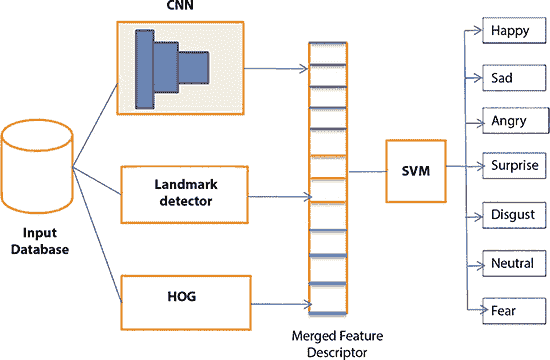 CNN
Landmark
detector
HOG
Input
Database
Merged Feature
Descriptor
SVM
Happy
Sad
Angry
Surprise
Disgust
Neutral
Fear